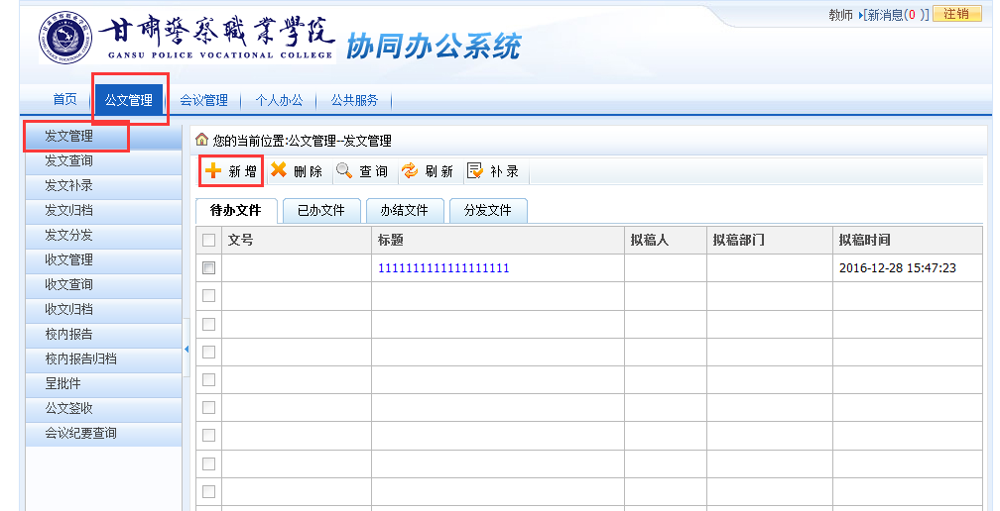 教师 [新消息(0 )] 注销
甘肃警察职业学院
GANSU POLICE VOCATIONAL COLLEGE
协同办公系统
首页 公文管理 会议管理 个人办公 公共服务
发文管理
发文查询
发文补录
发文归档
发文分发
收文管理
收文查询
收文归档
校内报告
校内报告归档
呈批件
公文签收
会议纪要查询
您的当前位置:公文管理--发文管理
新增 删除 查询 刷新 补录
待办文件 已办文件 办结文件 分发文件
文号 标题 拟稿人 拟稿部门 拟稿时间
1111111111111111111 2016-12-28 15:47:23